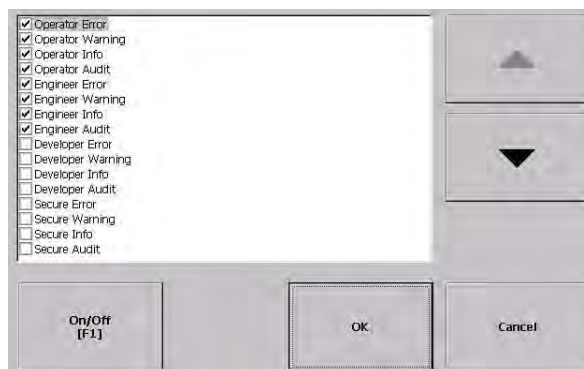 Operator Error
Operator Warning
Operator Info
Operator Audit
Engineer Error
Engineer Warning
Engineer Info
Engineer Audit
Developer Error
Developer Warning
Developer Info
Developer Audit
Secure Error
Secure Warning
Secure Info
Secure Audit
On/Off
[F1]
OK
Cancel